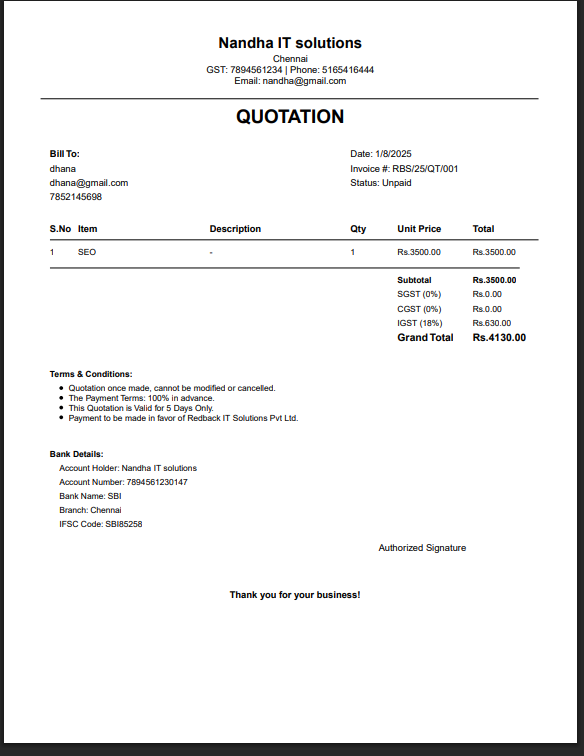 Nandha IT solutions
Chennai
GST: 7894561234 | Phone: 5165416444
Email: nandha@gmail.com
QUOTATION
Bill To:
dhana
dhana@gmail.com
7852145698
Date: 1/8/2025
Invoice #: RBS/25/QT/001
Status: Unpaid
S.No Item Description Qty Unit Price Total
1 SEO - 1 Rs.3500.00 Rs.3500.00
Subtotal Rs.3500.00
SGST (0%) Rs.0.00
CGST (0%) Rs.0.00
IGST (18%) Rs.630.00
Grand Total Rs.4130.00
Terms & Conditions:
• Quotation once made, cannot be modified or cancelled.
• The Payment Terms: 100% in advance.
• This Quotation is Valid for 5 Days Only.
• Payment to be made in favor of Redback IT Solutions Pvt Ltd.
Bank Details:
Account Holder: Nandha IT solutions
Account Number: 7894561230147
Bank Name: SBI
Branch: Chennai
IFSC Code: SBI85258
Authorized Signature
Thank you for your business!